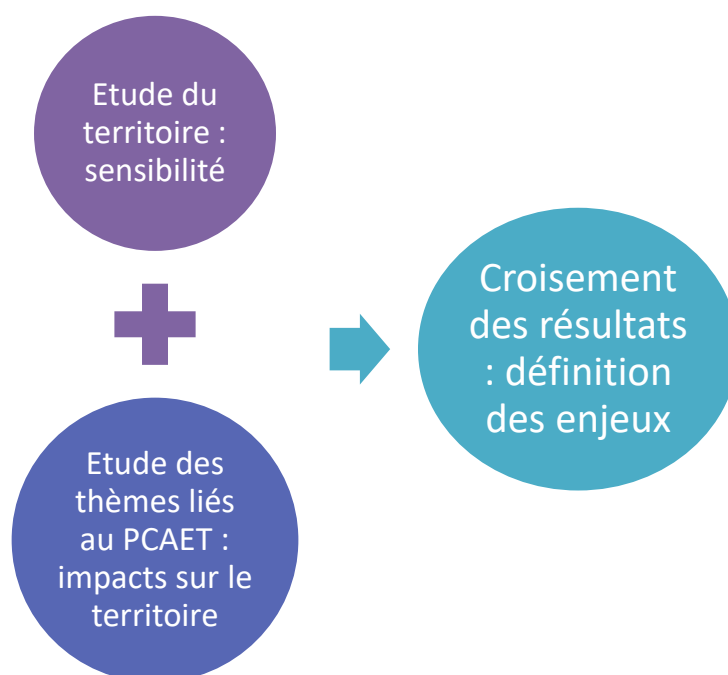 Etude du
territoire :
sensibilité
Etude des
thèmes liés
au PCAET :
impacts sur le
territoire
Croisement
des résultats
: définition
des enjeux